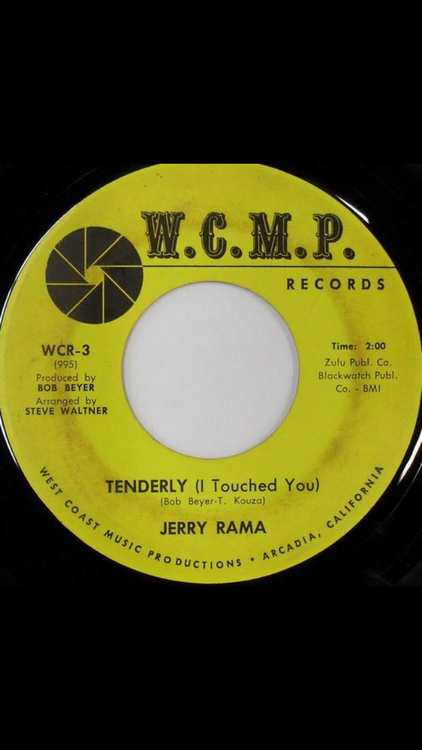 W.C.M.P.
RECORDS
WCR-3
(995)
Produced by
BOB BEYER
Arranged by
STEVE WALTNER
Time: 2:00
Zulu Publ. Co.
Blackwatch Publ.
Co. - BMI
TENDERLY (I Touched You)
(Bob Beyer-T. Kouza)
JERRY RAMA
WEST COAST MUSIC PRODUCTIONS • ARCADIA, CALIFORNIA